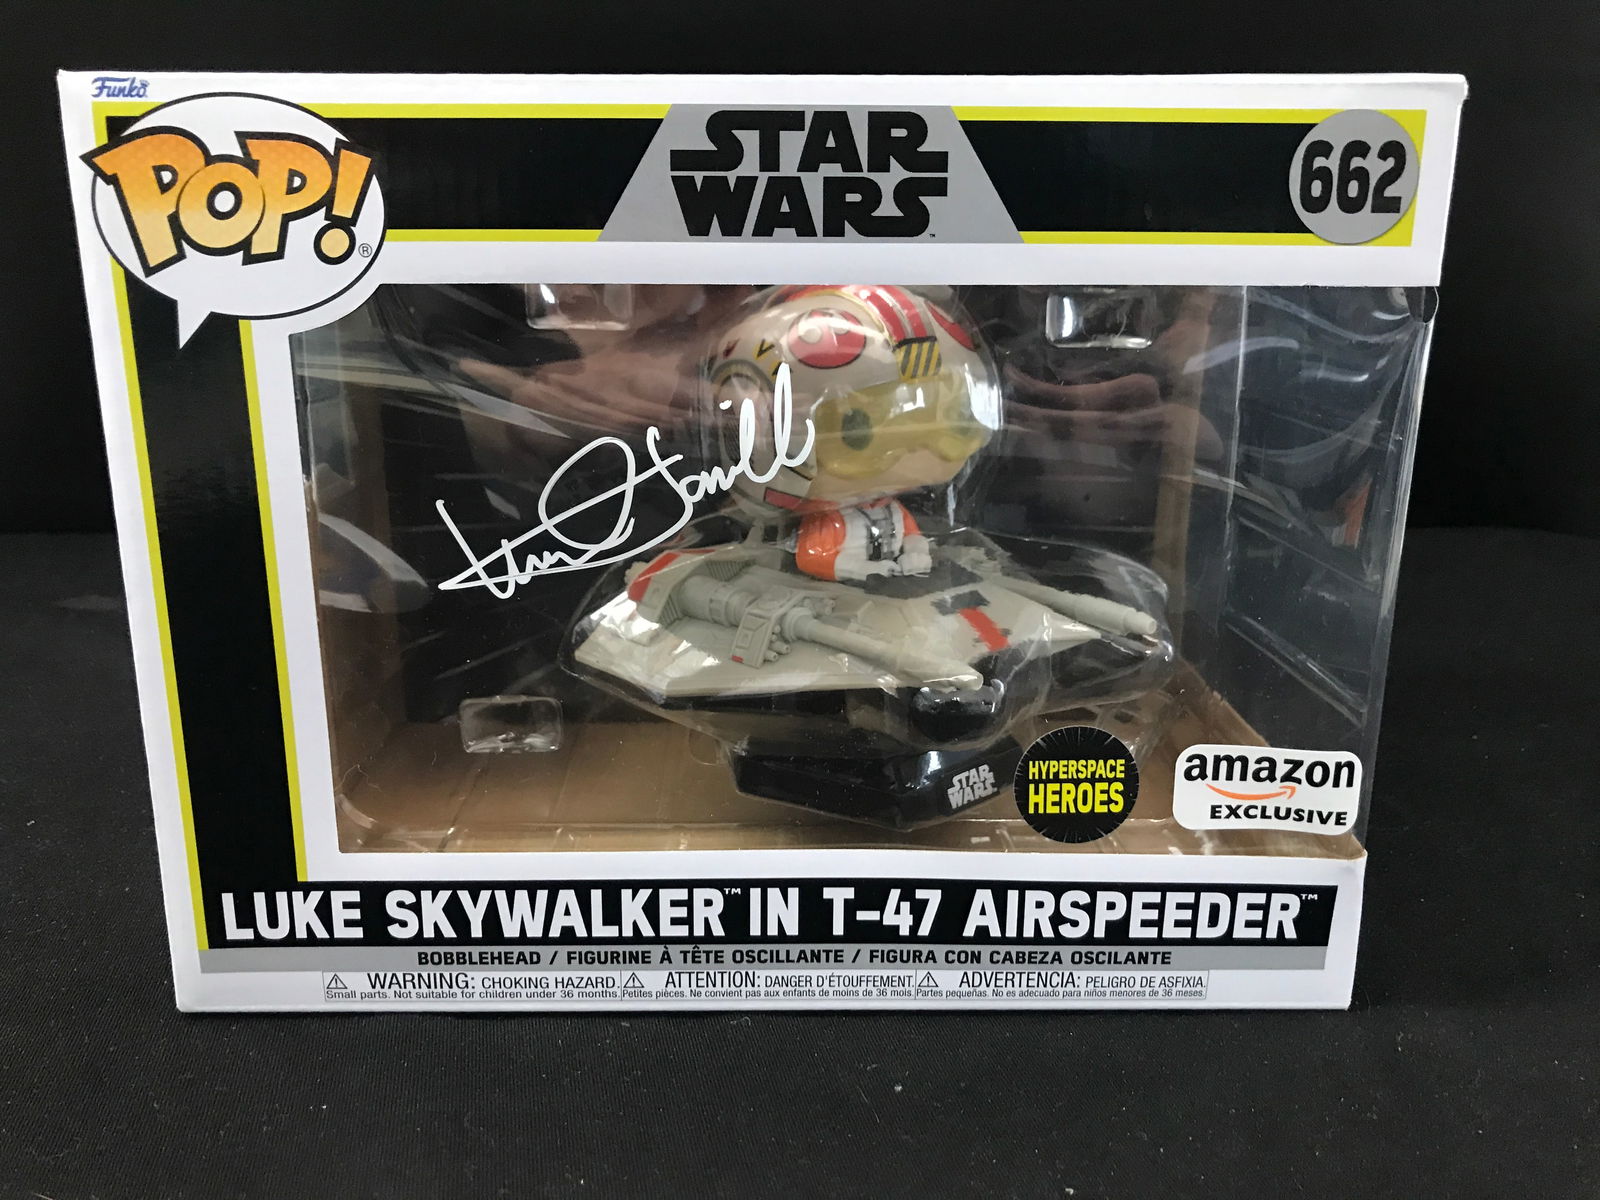 Funko
POP!®
STAR
WARS™
662
STAR
WARS
HYPERSPACE
HEROES
amazon
EXCLUSIVE
LUKE SKYWALKER™ IN T-47 AIRSPEEDER™
BOBBLEHEAD / FIGURINE À TÊTE OSCILLANTE / FIGURA CON CABEZA OSCILANTE
⚠ WARNING: CHOKING HAZARD.
Small parts. Not suitable for children under 36 months.
⚠ ATTENTION: DANGER D'ÉTOUFFEMENT.
Petites pièces. Ne convient pas aux enfants de moins de 36 mois.
⚠ ADVERTENCIA: PELIGRO DE ASFIXIA.
Partes pequeñas. No es adecuado para niños menores de 36 meses.